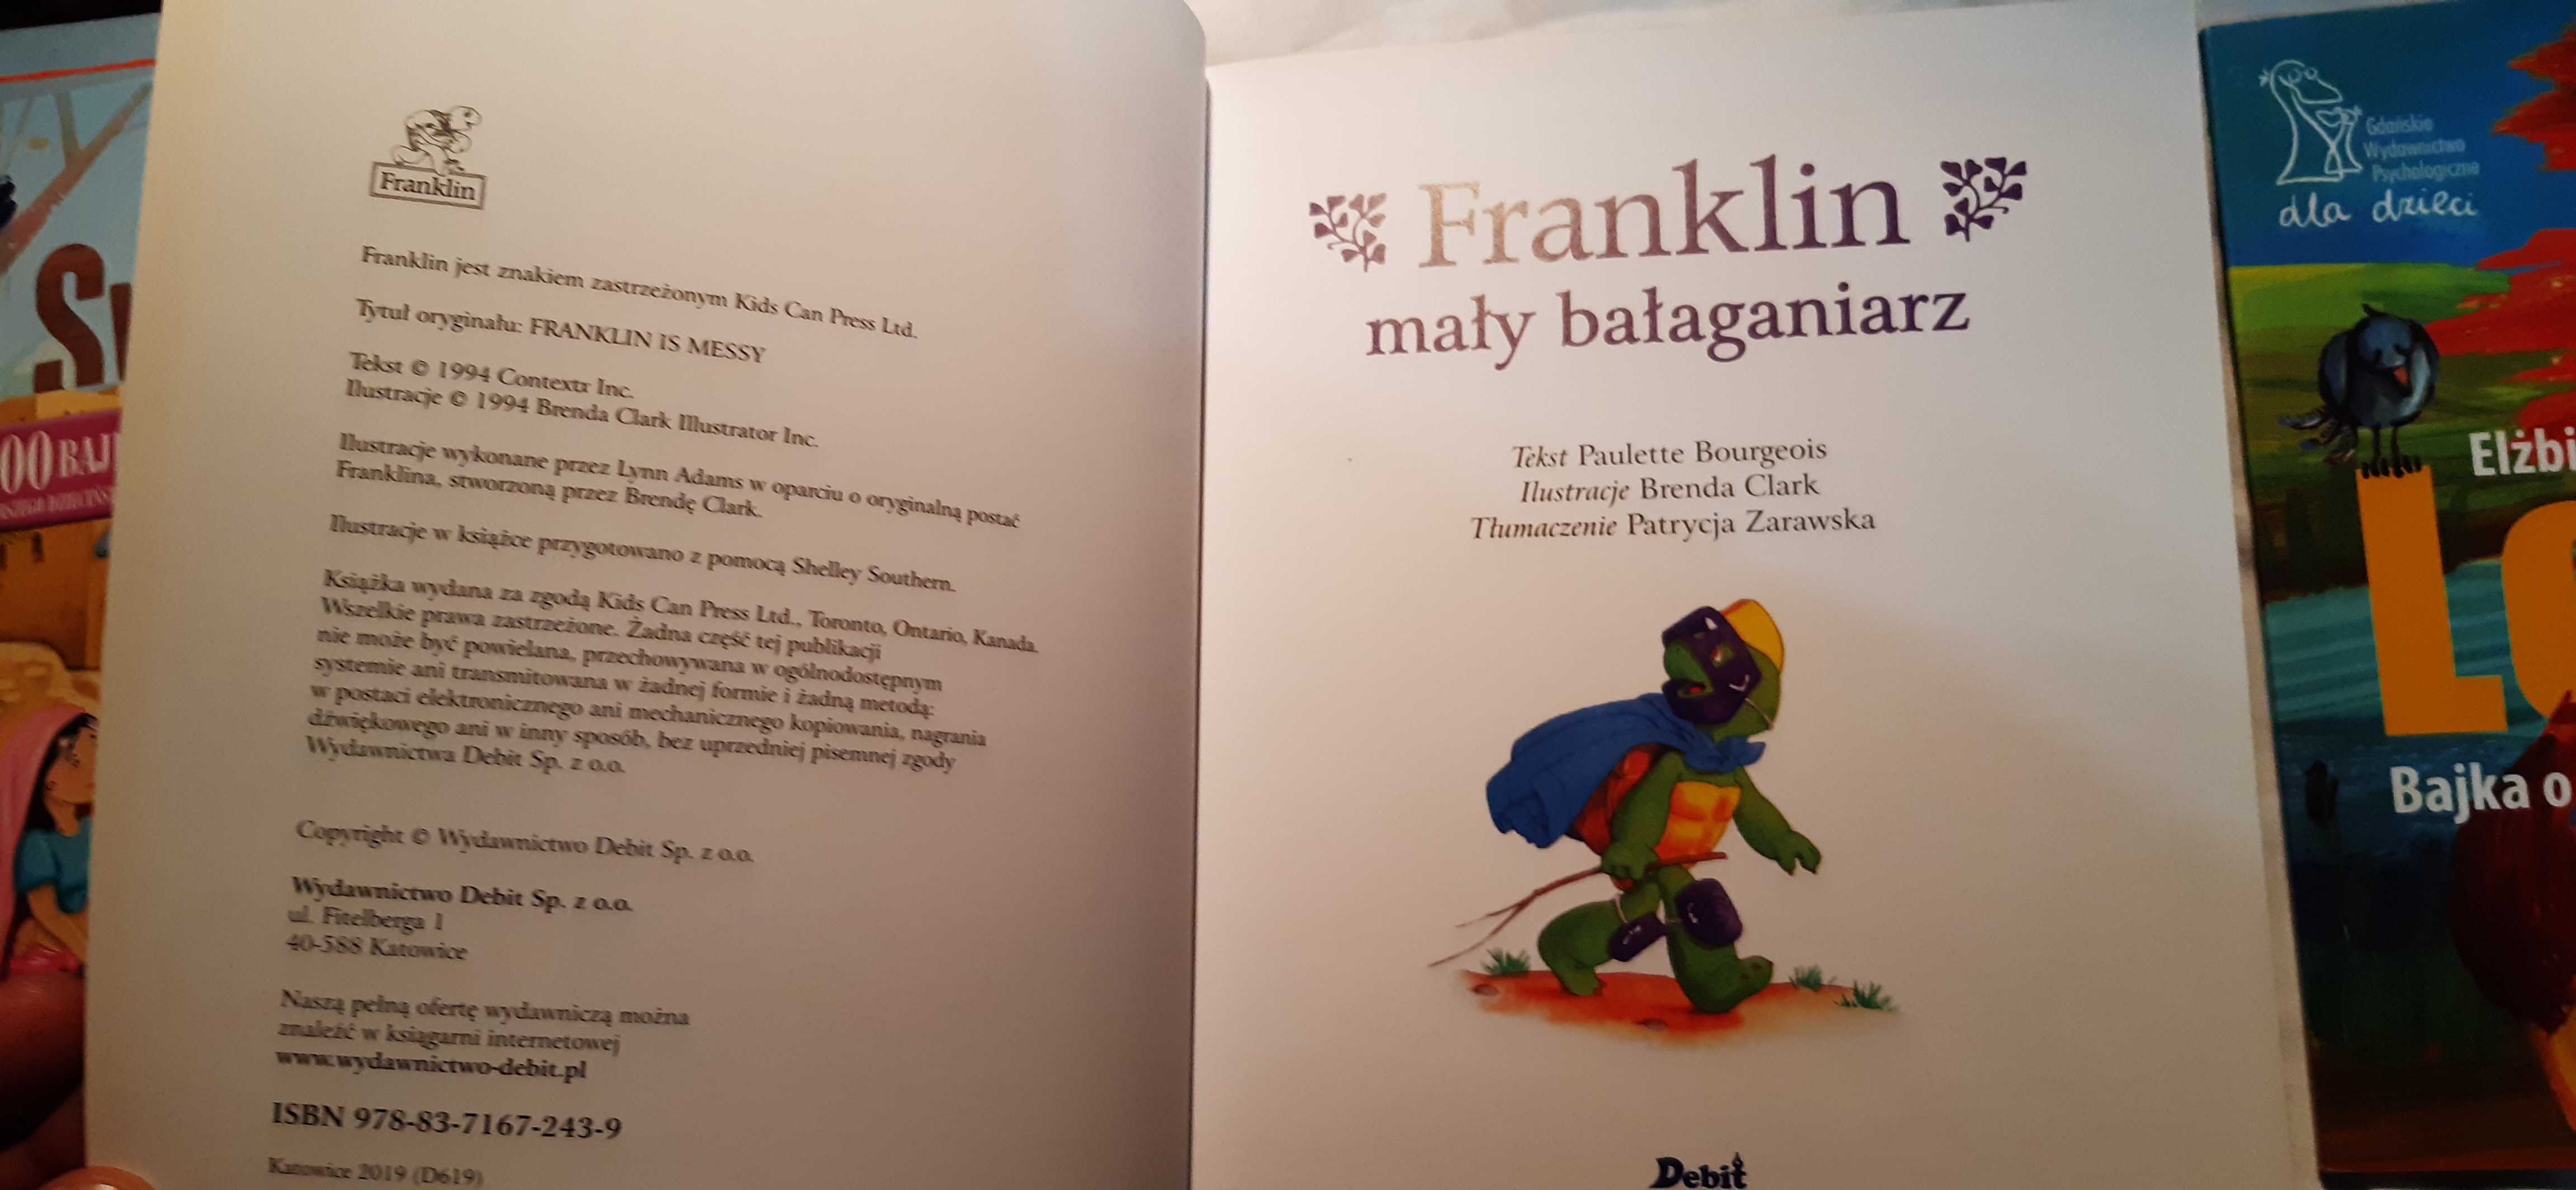 Franklin
Franklin jest znakiem zastrzeżonym Kids Can Press Ltd.
Tytuł oryginału: FRANKLIN IS MESSY
Tekst © 1994 Contextx Inc.
Ilustracje © 1994 Brenda Clark Illustrator Inc.
Ilustracje wykonane przez Lynn Adams w oparciu o oryginalną postać
Franklina, stworzoną przez Brendę Clark.
Ilustracje w książce przygotowano z pomocą Shelley Southern.
Książka wydana za zgodą Kids Can Press Ltd., Toronto, Ontario, Kanada.
Wszelkie prawa zastrzeżone. Żadna część tej publikacji
nie może być powielana, przechowywana w ogólnodostępnym
systemie ani transmitowana w żadnej formie i żadną metodą:
w postaci elektronicznego ani mechanicznego kopiowania, nagrania
dźwiękowego ani w inny sposób, bez uprzedniej pisemnej zgody
Wydawnictwa Debit Sp. z o.o.
Copyright © Wydawnictwo Debit Sp. z o.o.
Wydawnictwo Debit Sp. z o.o.
ul. Fitelberga 1
40-588 Katowice
Naszą pełną ofertę wydawniczą można
znaleźć w księgarni internetowej
www.wydawnictwo-debit.pl
ISBN 978-83-7167-243-9
Katowice 2019 (D619)
Franklin
mały bałaganiarz
Tekst Paulette Bourgeois
Ilustracje Brenda Clark
Tłumaczenie Patrycja Zarawska
Debit
00 BAJ
Gdańskie
Wydawnictwo
Psychologiczne
dla dzieci
Elżbi
Bajka o